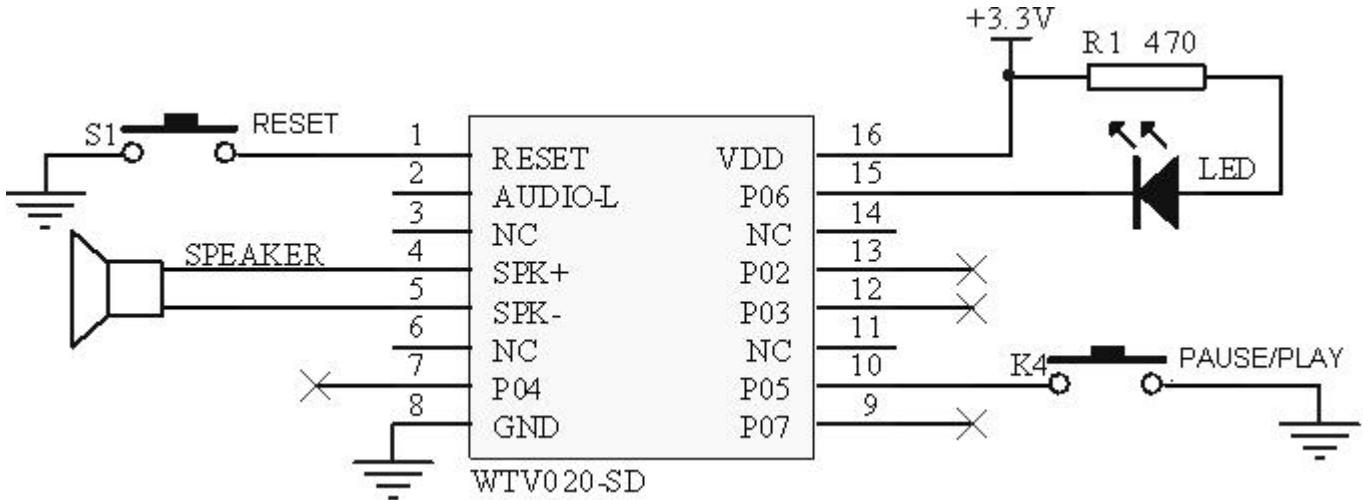 +3.3V
R1 470
S1 RESET
LED
SPEAKER
1 RESET VDD 16
2 AUDIO-L P06 15
3 NC NC 14
4 SPK+ P02 13
5 SPK- P03 12
6 NC NC 11
7 P04 P05 10
8 GND P07 9
K4 PAUSE/PLAY
WTV020-SD